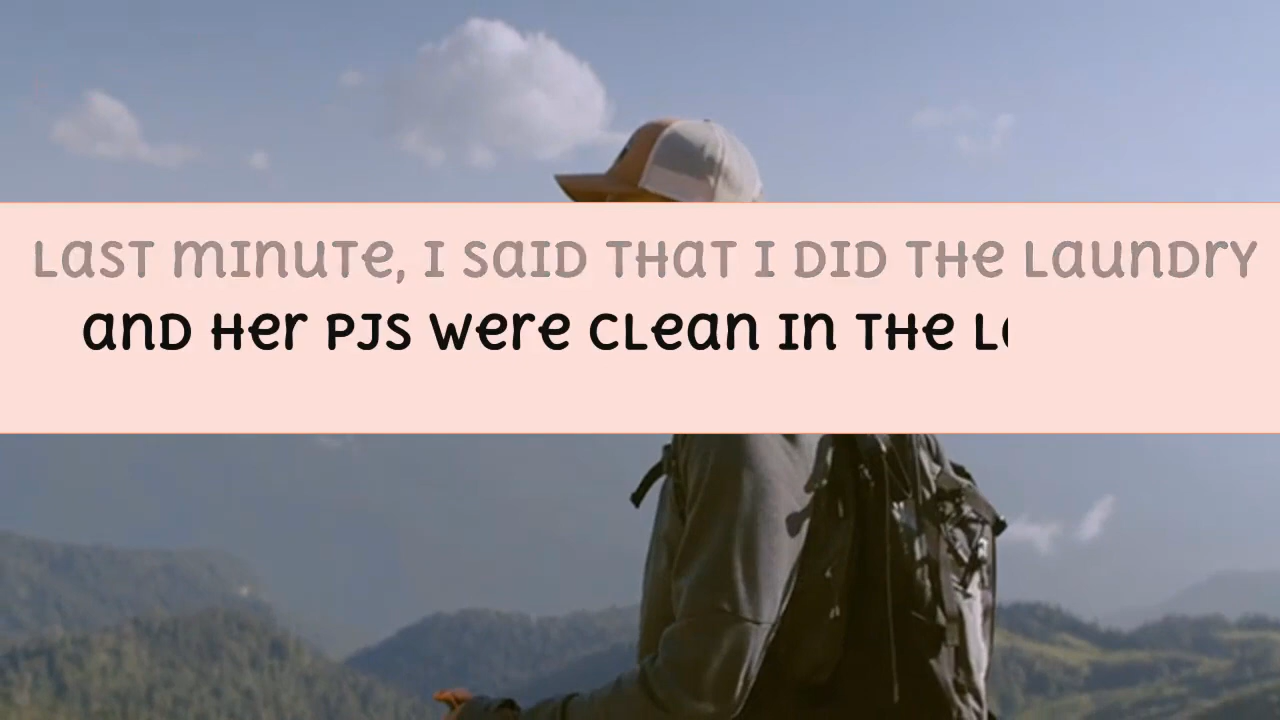 Last minute, I said that I did the laundry
and her PJs were clean in the